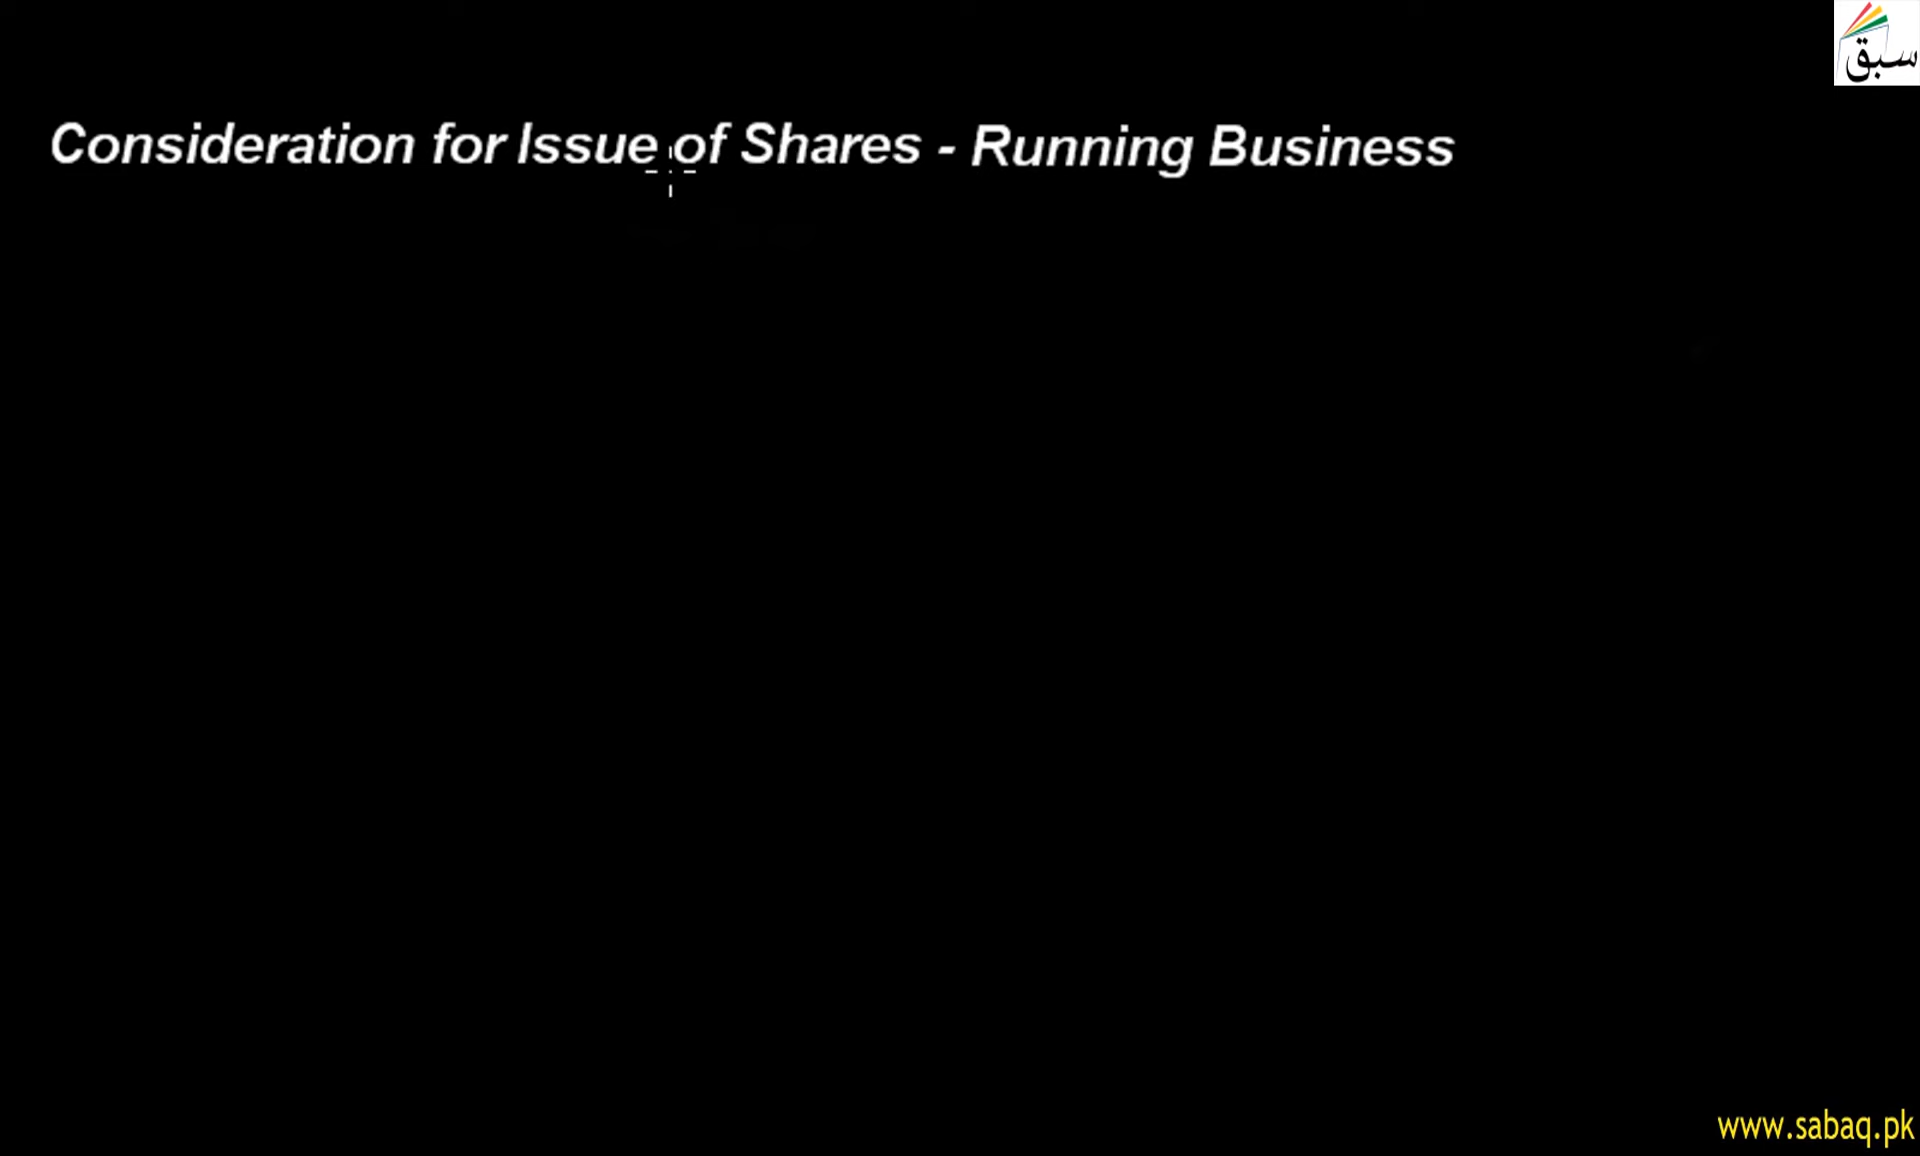 سبق
Consideration for Issue of Shares - Running Business
www.sabaq.pk